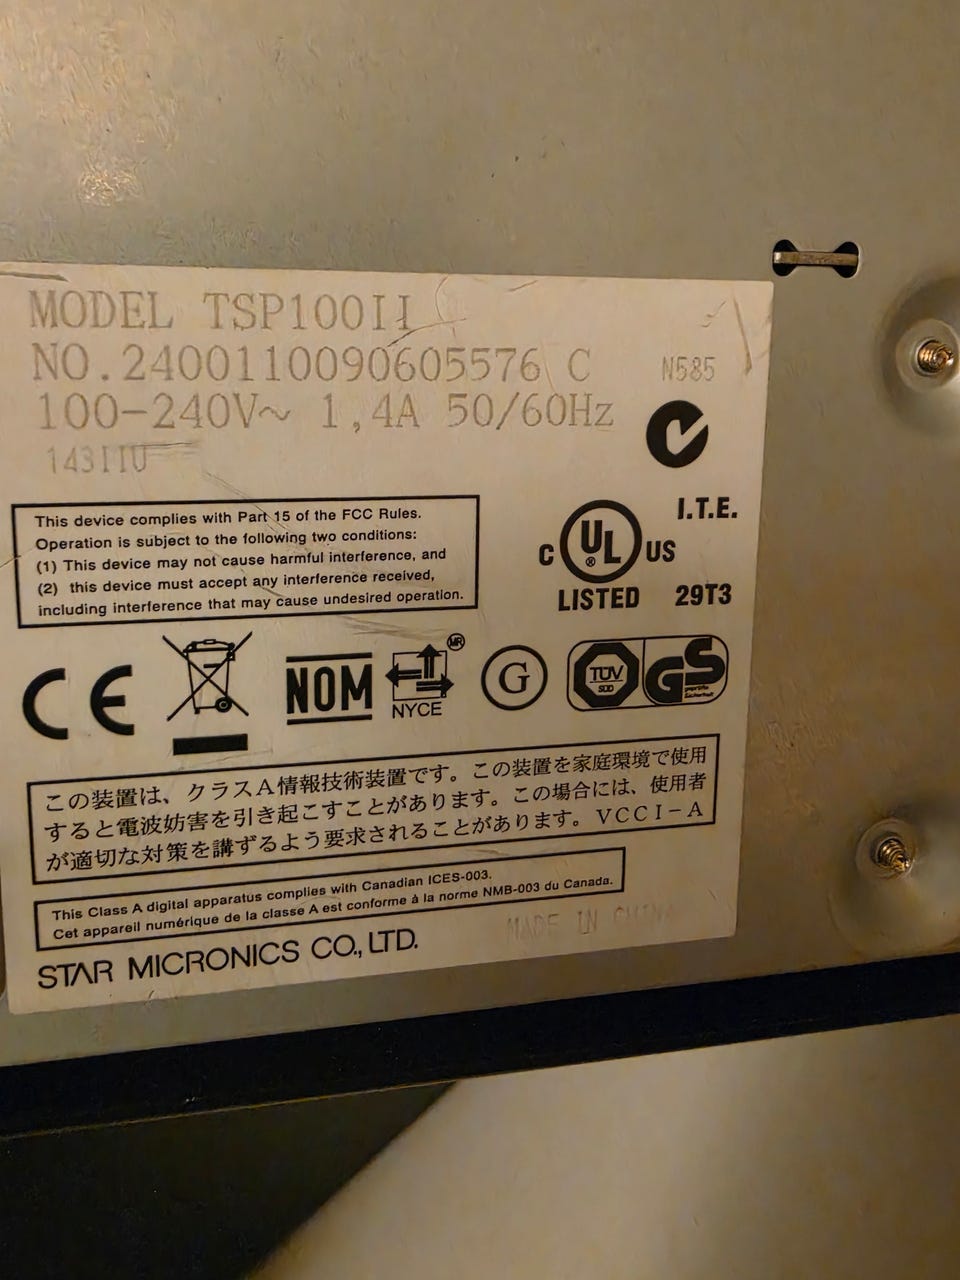 MODEL TSP100II
NO.2400110090605576 C
N585
100-240V~ 1,4A 50/60Hz
143IIU
This device complies with Part 15 of the FCC Rules.
Operation is subject to the following two conditions:
(1) This device may not cause harmful interference, and
(2) this device must accept any interference received,
including interference that may cause undesired operation.
I.T.E.
C UL ® US
LISTED 29T3
CE
NOM
MR
NYCE
G
TÜV
SÜD
GS
geprüfte
Sicherheit
この装置は、クラスA情報技術装置です。この装置を家庭環境で使用
すると電波妨害を引き起こすことがあります。この場合には、使用者
が適切な対策を講ずるよう要求されることがあります。VCCI-A
This Class A digital apparatus complies with Canadian ICES-003.
Cet appareil numérique de la classe A est conforme à la norme NMB-003 du Canada.
MADE IN CHINA
STAR MICRONICS CO., LTD.